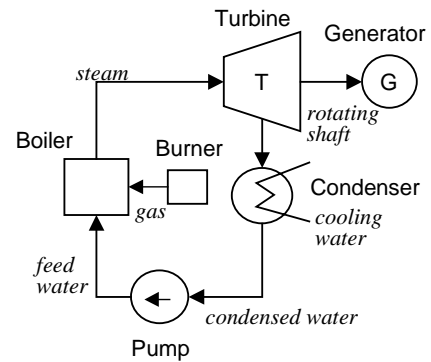 Turbine
Generator
steam
T
G
rotating
shaft
Boiler
Burner
gas
Condenser
cooling
water
feed
water
condensed water
Pump